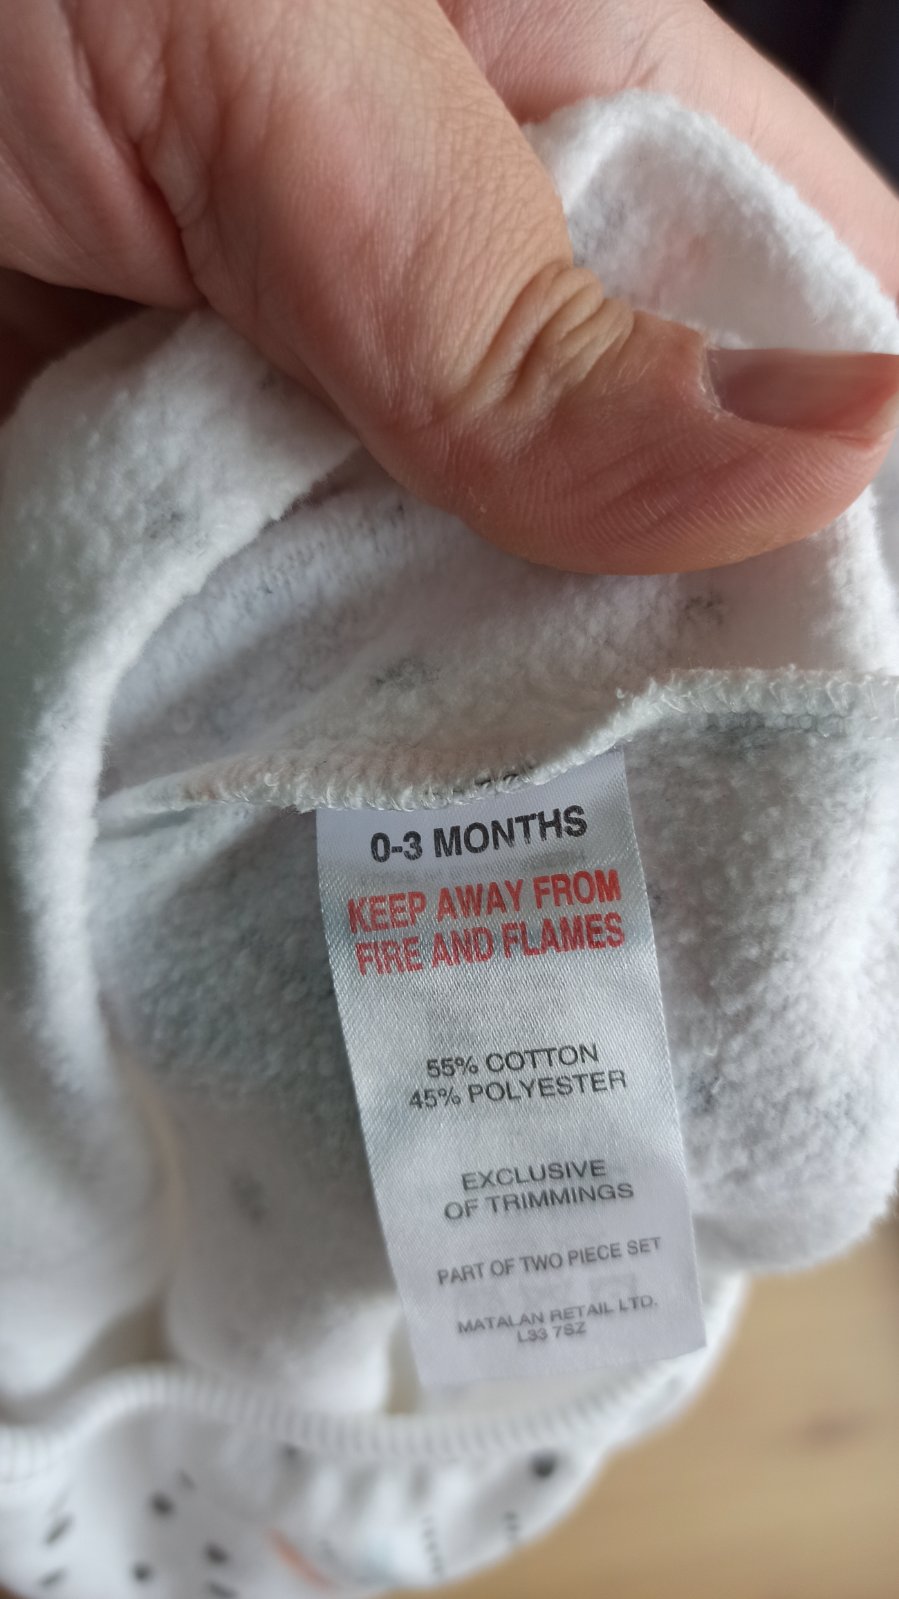 0-3 MONTHS
KEEP AWAY FROM
FIRE AND FLAMES
55% COTTON
45% POLYESTER
EXCLUSIVE
OF TRIMMINGS
PART OF TWO PIECE SET
MATALAN RETAIL LTD.
L33 7SZ